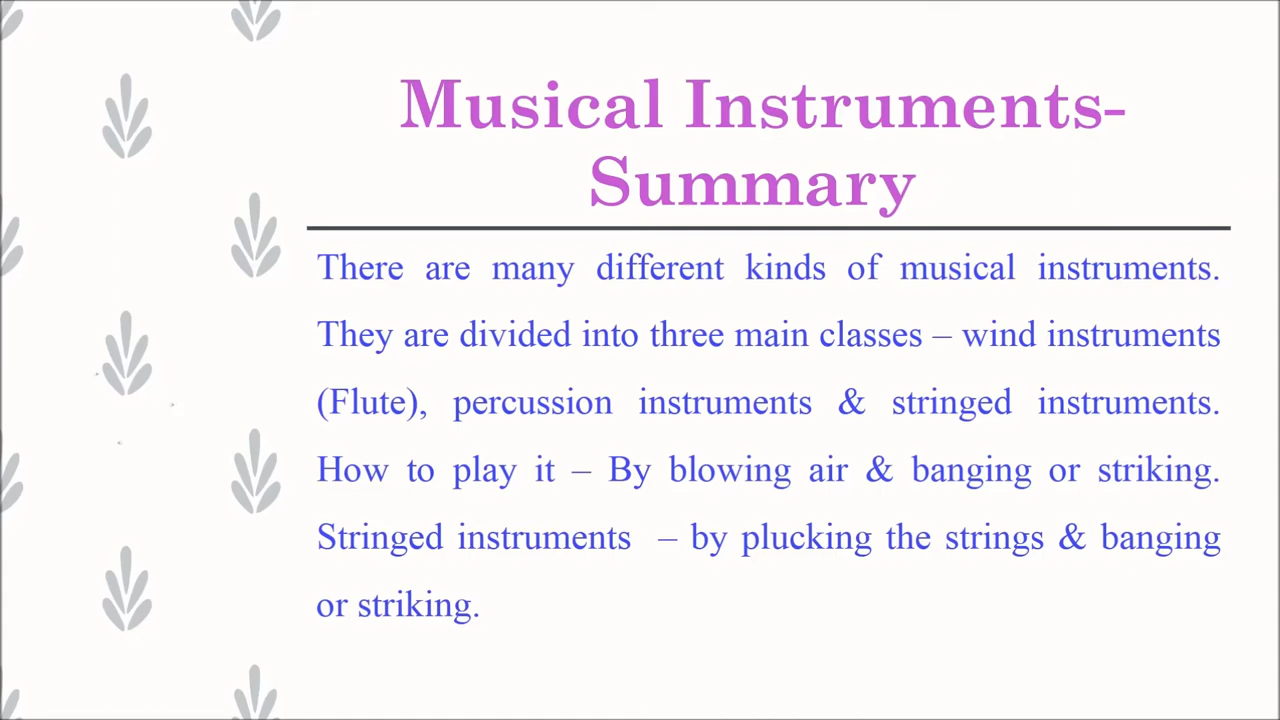 Musical Instruments-
Summary
There are many different kinds of musical instruments.
They are divided into three main classes – wind instruments
(Flute), percussion instruments & stringed instruments.
How to play it – By blowing air & banging or striking.
Stringed instruments – by plucking the strings & banging
or striking.